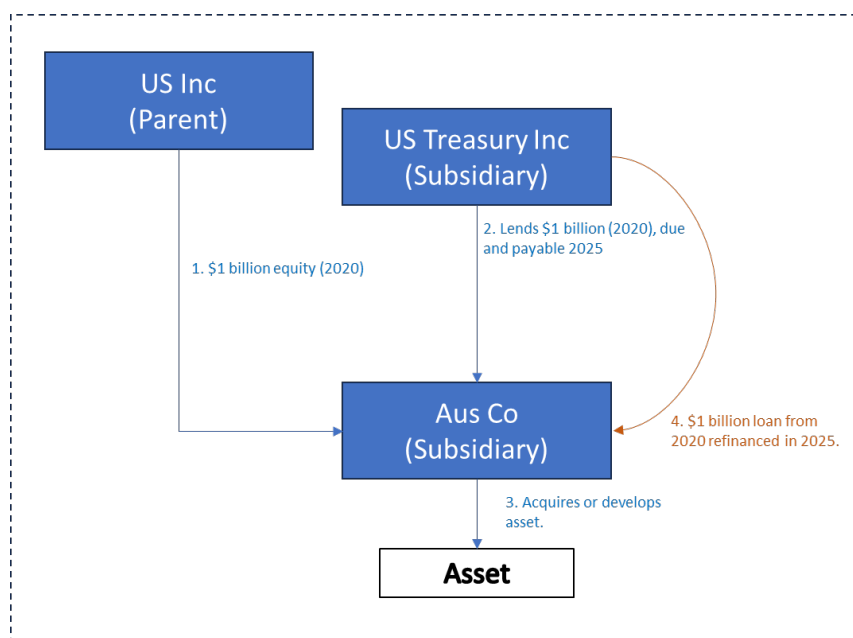 US Inc
(Parent)
US Treasury Inc
(Subsidiary)
1. $1 billion equity (2020)
2. Lends $1 billion (2020), due
and payable 2025
Aus Co
(Subsidiary)
4. $1 billion loan from
2020 refinanced in 2025.
3. Acquires or develops
asset.
Asset